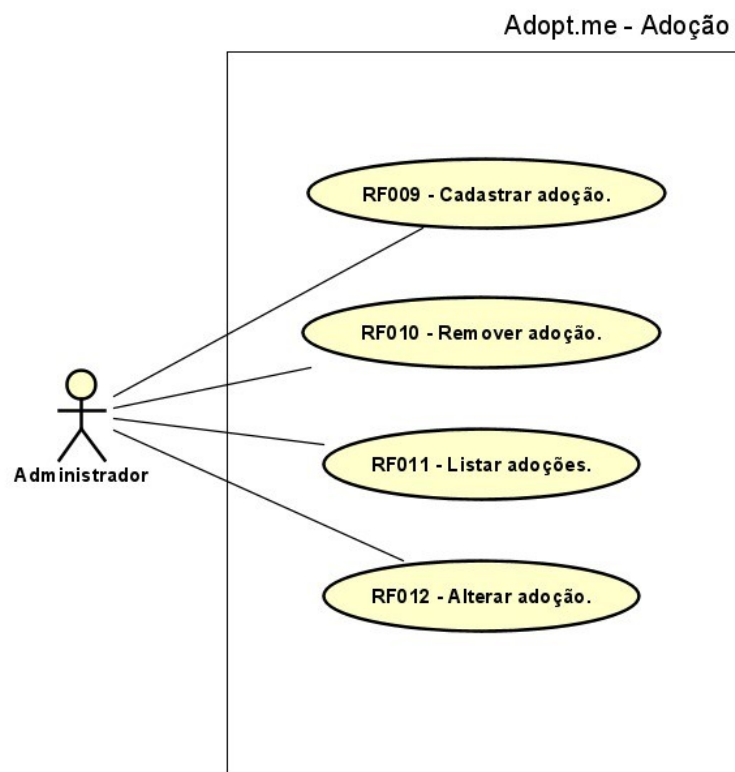 Adopt.me - Adoção
RF009 - Cadastrar adoção.
RF010 - Remover adoção.
RF011 - Listar adoções.
RF012 - Alterar adoção.
Administrador